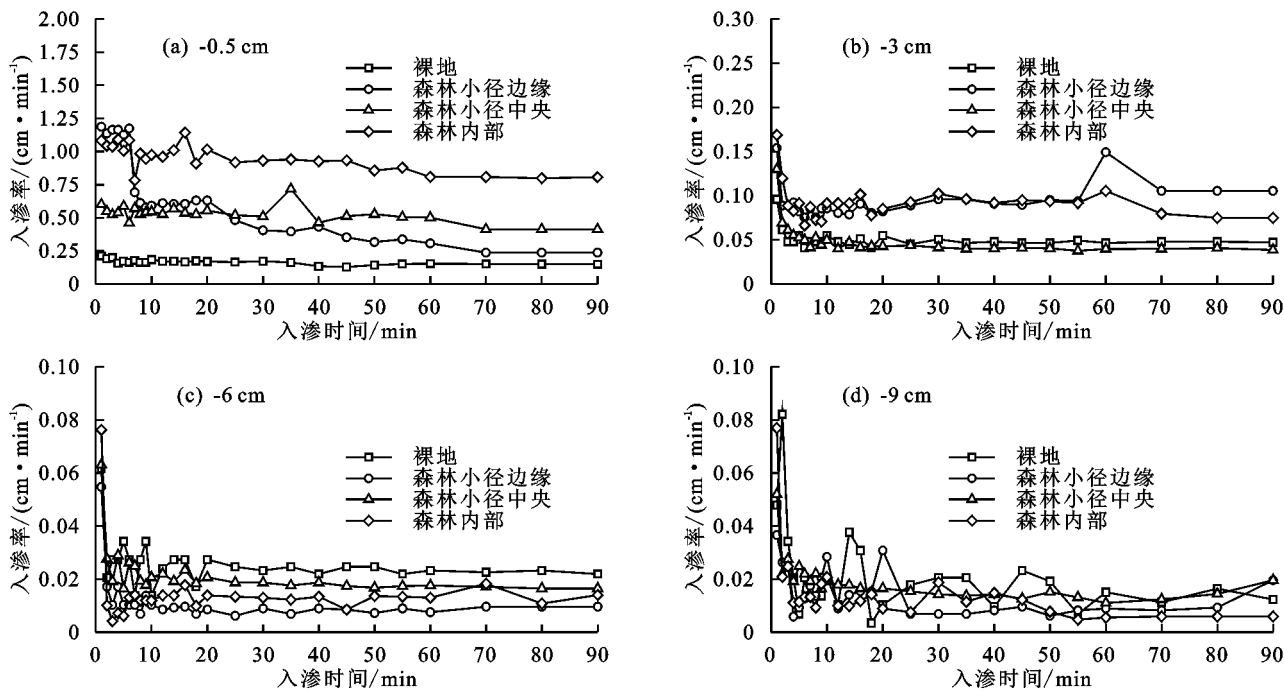 2.00
1.75
1.50
1.25
1.00
0.75
0.50
0.25
0
入渗率/(cm·min⁻¹)
(a) -0.5 cm
裸地
森林小径边缘
森林小径中央
森林内部
0 10 20 30 40 50 60 70 80 90
入渗时间/min
0.30
0.25
0.20
0.15
0.10
0.05
0
入渗率/(cm·min⁻¹)
(b) -3 cm
裸地
森林小径边缘
森林小径中央
森林内部
0 10 20 30 40 50 60 70 80 90
入渗时间/min
0.10
0.08
0.06
0.04
0.02
0
入渗率/(cm·min⁻¹)
(c) -6 cm
裸地
森林小径边缘
森林小径中央
森林内部
0 10 20 30 40 50 60 70 80 90
入渗时间/min
0.10
0.08
0.06
0.04
0.02
0
入渗率/(cm·min⁻¹)
(d) -9 cm
裸地
森林小径边缘
森林小径中央
森林内部
0 10 20 30 40 50 60 70 80 90
入渗时间/min